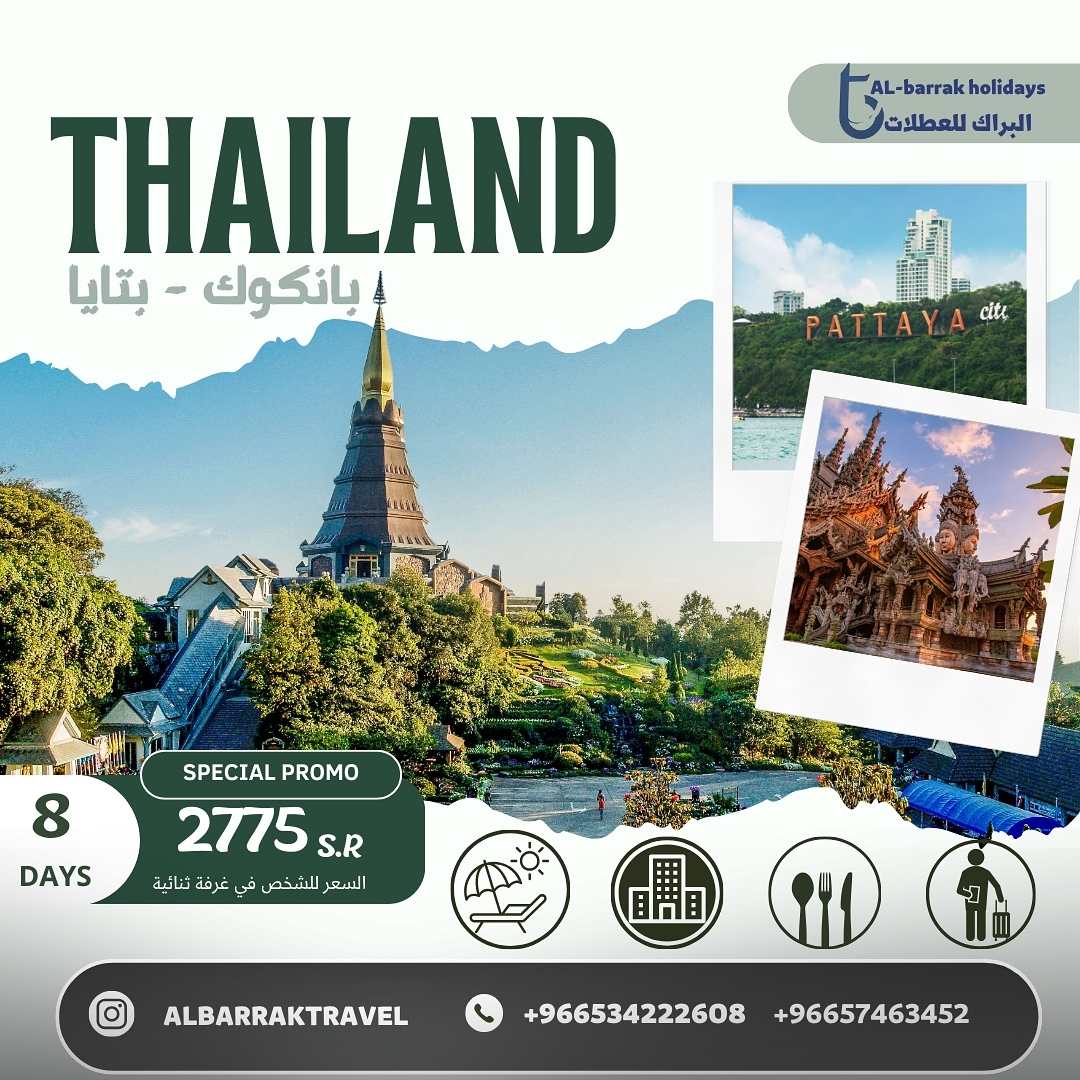 AL-barrak holidays
البراك للعطلات
THAILAND
بانكوك - بتايا
PATTAYA city
SPECIAL PROMO
8
DAYS
2775 S.R
السعر للشخص في غرفة ثنائية
ALBARRAKTRAVEL
+966534222608 +96657463452